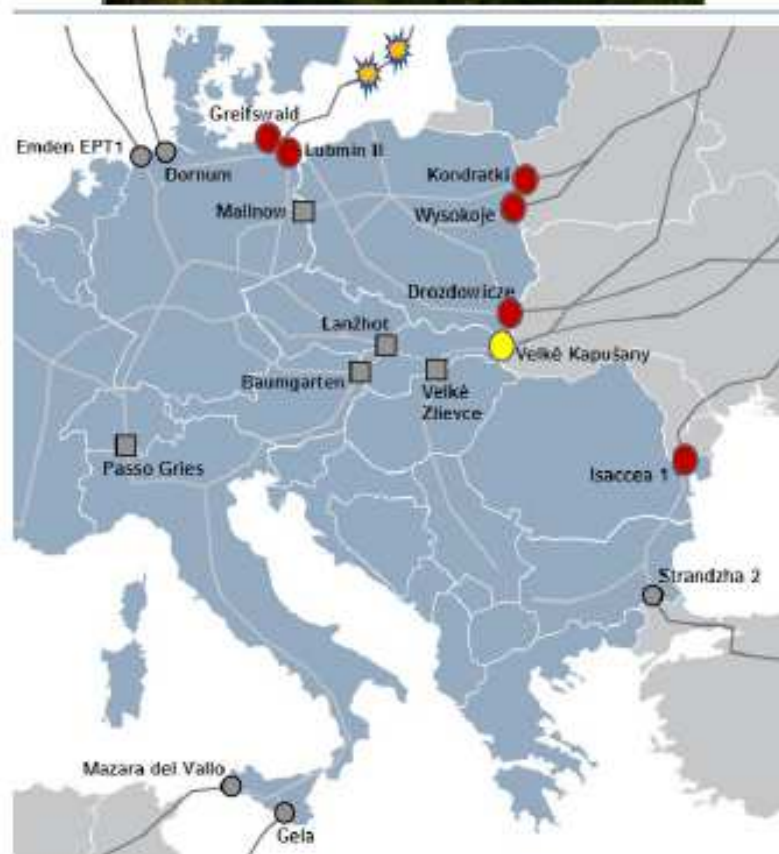 Greifswald
Emden EPT1
Lubmin II
Dornum
Kondratki
Mallnow
Wysokoje
Drozdowicze
Lanžhot
Velké Kapušany
Baumgarten
Velké
Zlievce
Passo Gries
Isaccea 1
Strandzha 2
Mazara del Vallo
Gela